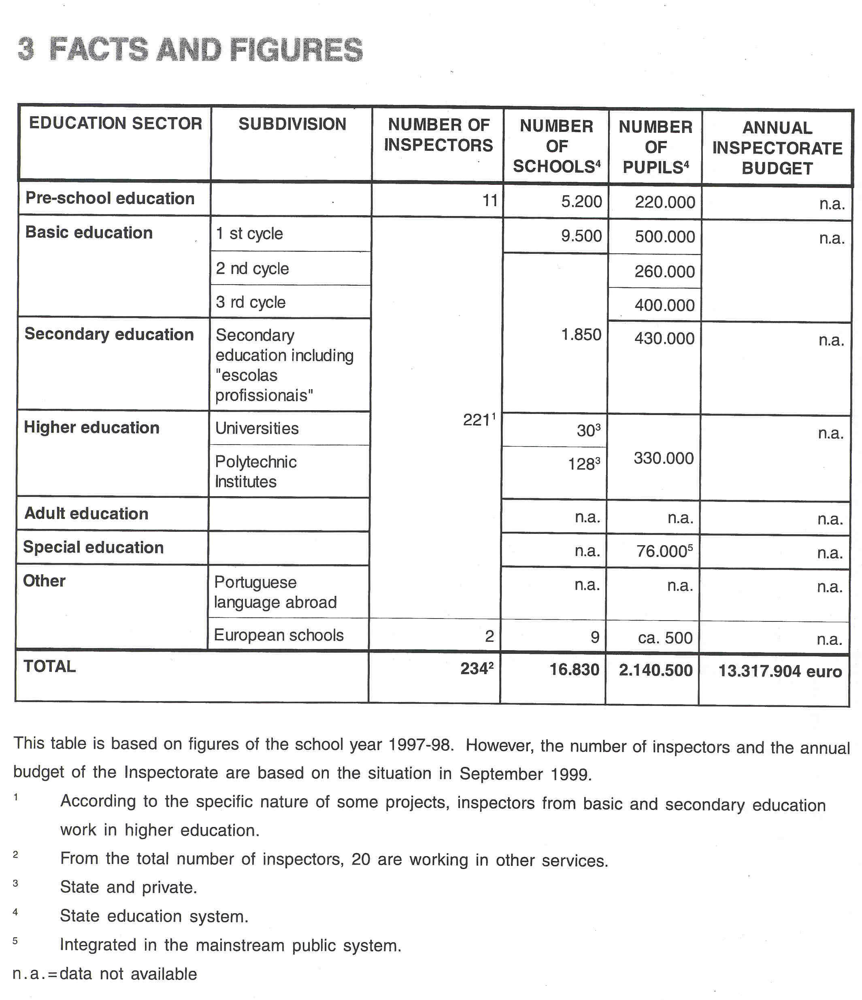 3 FACTS AND FIGURES
EDUCATION SECTOR SUBDIVISION NUMBER OF INSPECTORS NUMBER OF SCHOOLS⁴ NUMBER OF PUPILS⁴ ANNUAL INSPECTORATE BUDGET
Pre-school education 11 5.200 220.000 n.a.
Basic education 1 st cycle 9.500 500.000 n.a.
2 nd cycle 260.000
3 rd cycle 400.000
Secondary education Secondary 1.850 430.000 n.a.
education including
"escolas
profissionais"
221¹
Higher education Universities 30³ n.a.
Polytechnic 128³ 330.000
Institutes
Adult education n.a. n.a. n.a.
Special education n.a. 76.000⁵ n.a.
Other Portuguese n.a. n.a. n.a.
language abroad
European schools 2 9 ca. 500 n.a.
TOTAL 234² 16.830 2.140.500 13.317.904 euro
This table is based on figures of the school year 1997-98. However, the number of inspectors and the annual
budget of the Inspectorate are based on the situation in September 1999.
¹ According to the specific nature of some projects, inspectors from basic and secondary education
work in higher education.
² From the total number of inspectors, 20 are working in other services.
³ State and private.
⁴ State education system.
⁵ Integrated in the mainstream public system.
n.a.=data not available